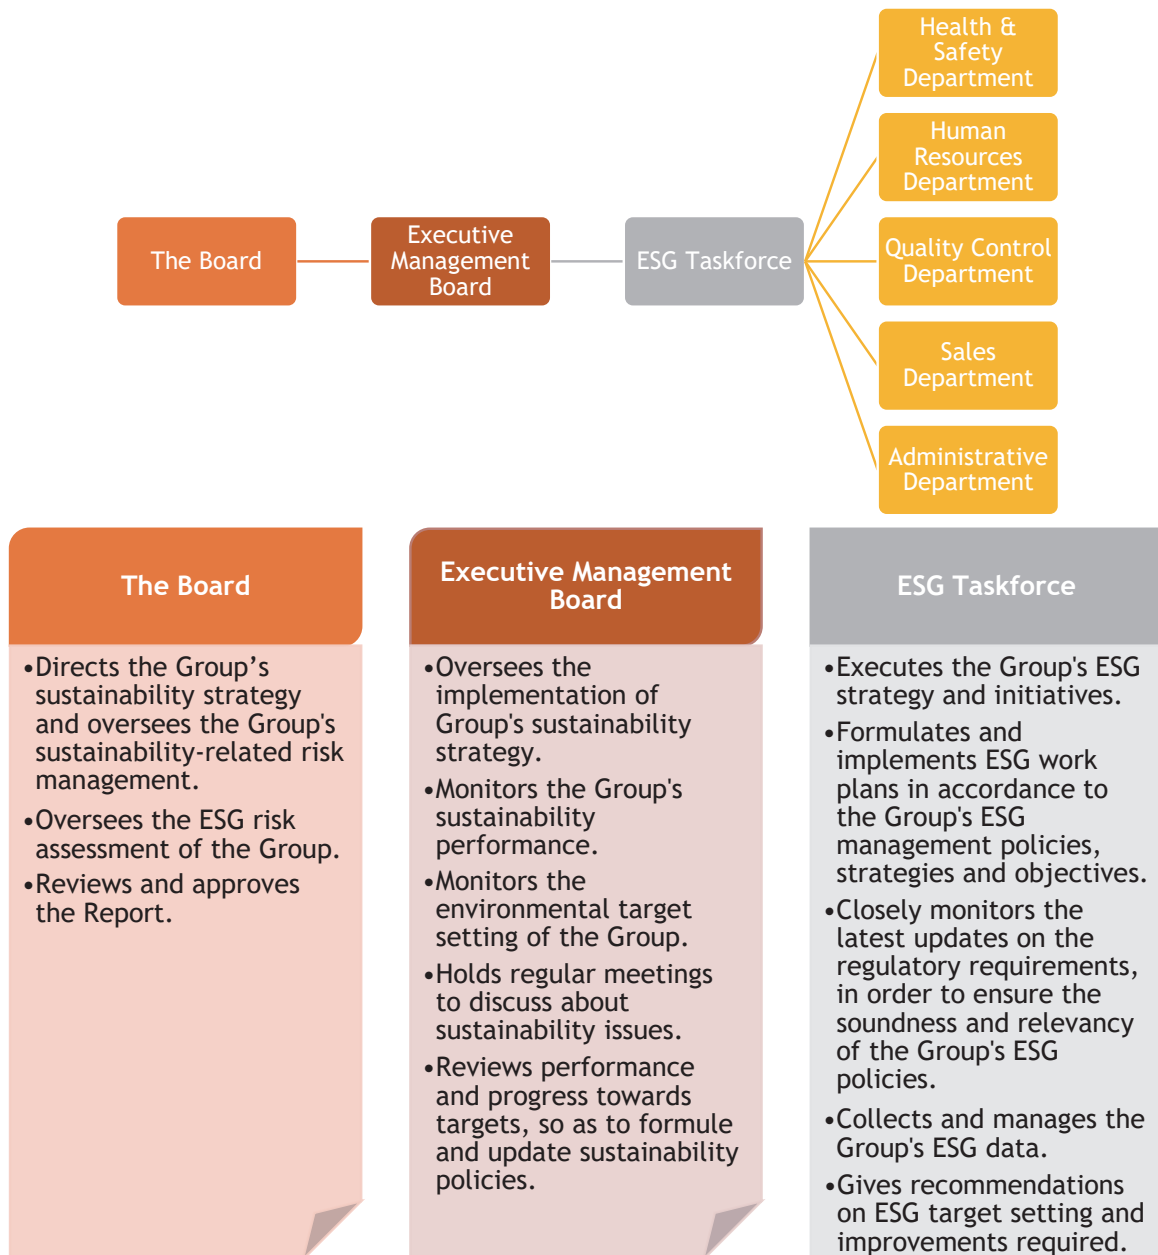 Health &
Safety
Department
Human
Resources
Department
The Board
Executive
Management
Board
ESG Taskforce
Quality Control
Department
Sales
Department
Administrative
Department
The Board
•Directs the Group’s
sustainability strategy
and oversees the Group's
sustainability-related risk
management.
•Oversees the ESG risk
assessment of the Group.
•Reviews and approves
the Report.
Executive Management
Board
•Oversees the
implementation of
Group's sustainability
strategy.
•Monitors the Group's
sustainability
performance.
•Monitors the
environmental target
setting of the Group.
•Holds regular meetings
to discuss about
sustainability issues.
•Reviews performance
and progress towards
targets, so as to formule
and update sustainability
policies.
ESG Taskforce
•Executes the Group's ESG
strategy and initiatives.
•Formulates and
implements ESG work
plans in accordance to
the Group's ESG
management policies,
strategies and objectives.
•Closely monitors the
latest updates on the
regulatory requirements,
in order to ensure the
soundness and relevancy
of the Group's ESG
policies.
•Collects and manages the
Group's ESG data.
•Gives recommendations
on ESG target setting and
improvements required.